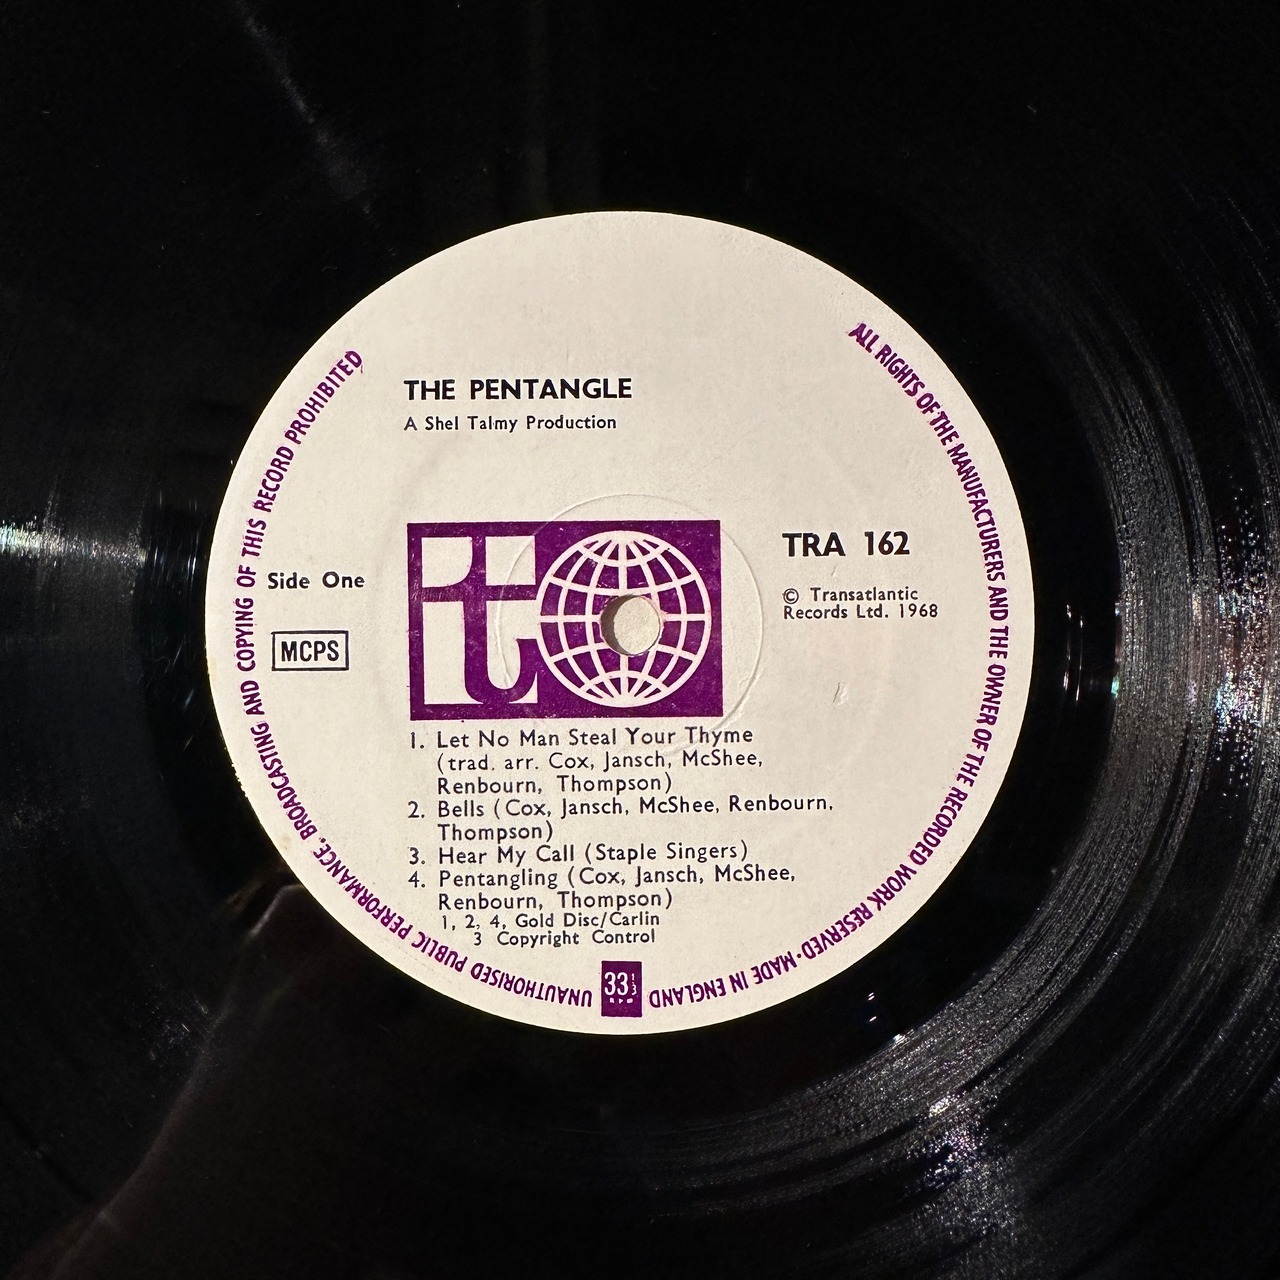 THE PENTANGLE
A Shel Talmy Production
Side One
MCPS
TRA 162
© Transatlantic
Records Ltd. 1968
1. Let No Man Steal Your Thyme
(trad. arr. Cox, Jansch, McShee,
Renbourn, Thompson)
2. Bells (Cox, Jansch, McShee, Renbourn,
Thompson)
3. Hear My Call (Staple Singers)
4. Pentangling (Cox, Jansch, McShee,
Renbourn, Thompson)
1, 2, 4, Gold Disc/Carlin
3 Copyright Control
33⅓
RPM
ALL RIGHTS OF THE MANUFACTURERS AND THE OWNER OF THE RECORDED WORK RESERVED · MADE IN ENGLAND
UNAUTHORISED PUBLIC PERFORMANCE, BROADCASTING AND COPYING OF THIS RECORD PROHIBITED